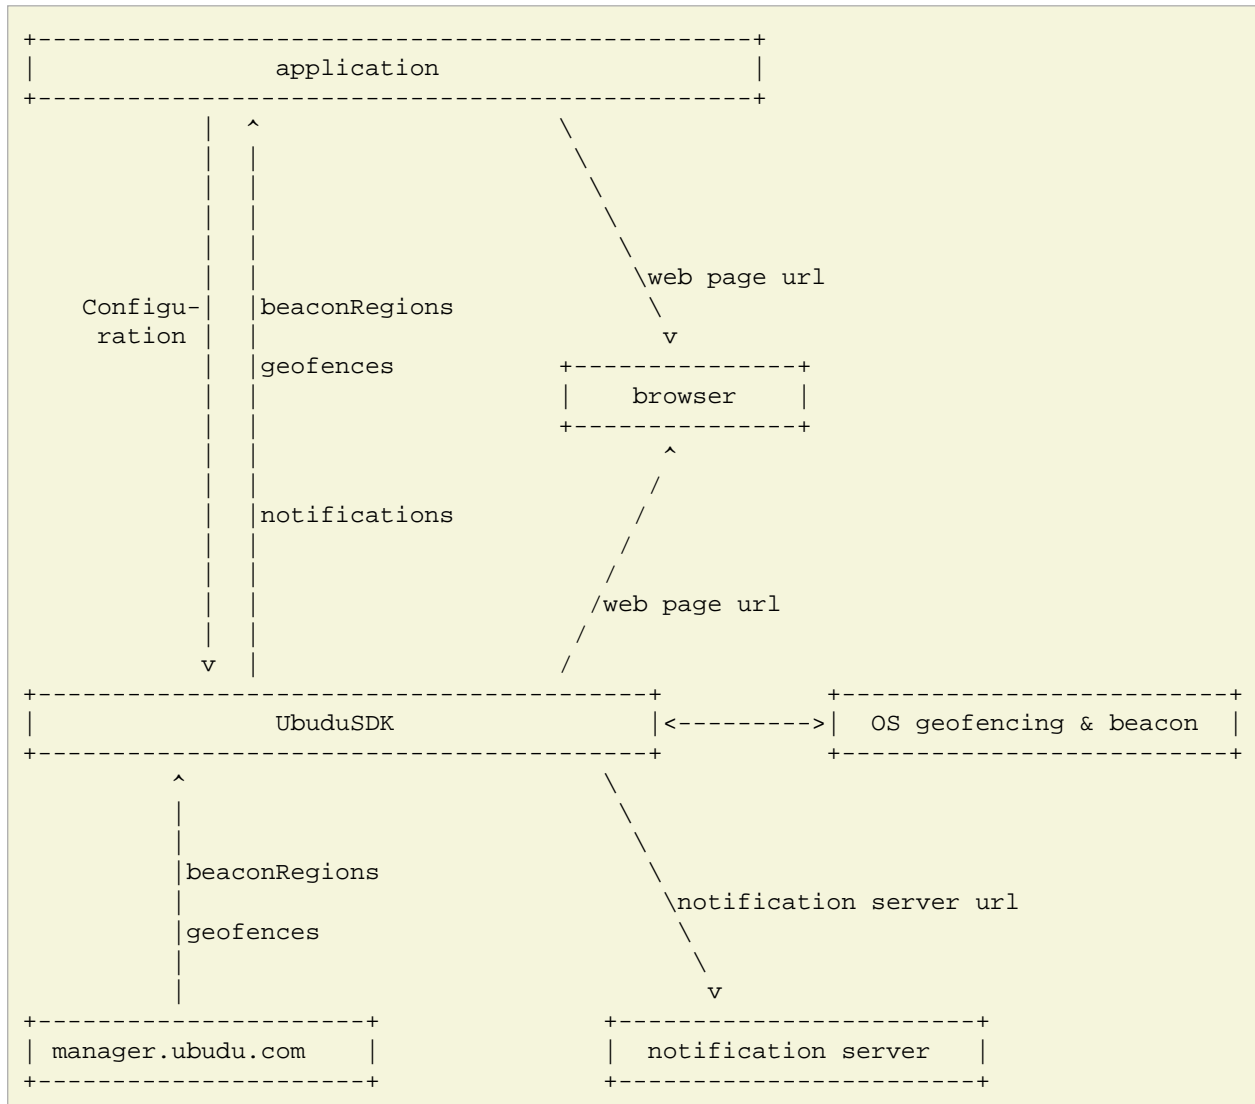 application
web page url
Configu- beaconRegions
ration
geofences
browser
notifications
web page url
UbuduSDK
OS geofencing & beacon
beaconRegions
notification server url
geofences
manager.ubudu.com
notification server